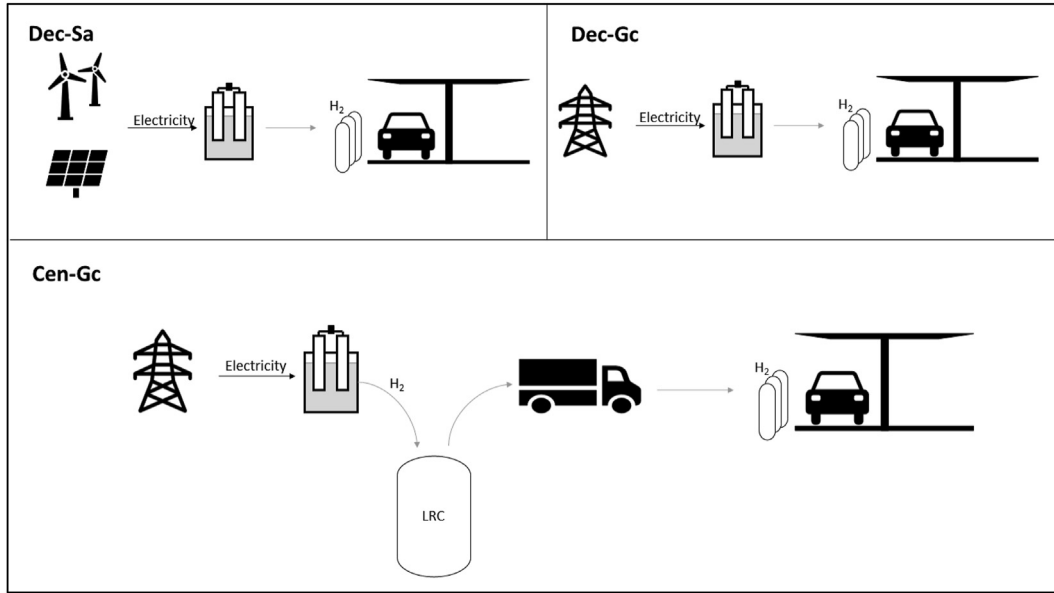 Dec-Sa
Electricity
H₂
Dec-Gc
Electricity
H₂
Cen-Gc
Electricity
H₂
LRC
H₂